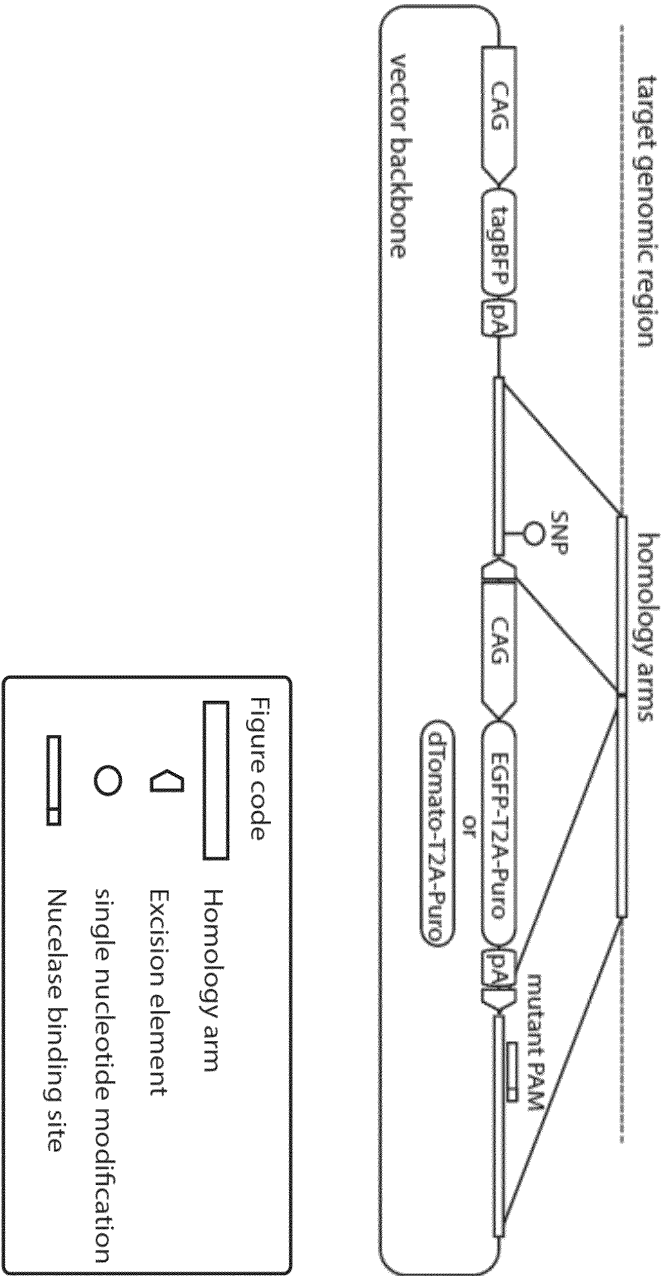 target genomic region
homology arms
SNP
mutant PAM
CAG
tagBFP
pA
CAG
EGFP-T2A-Puro
pA
or
dTomato-T2A-Puro
vector backbone
Figure code
Homology arm
Excision element
single nucleotide modification
Nucelase binding site